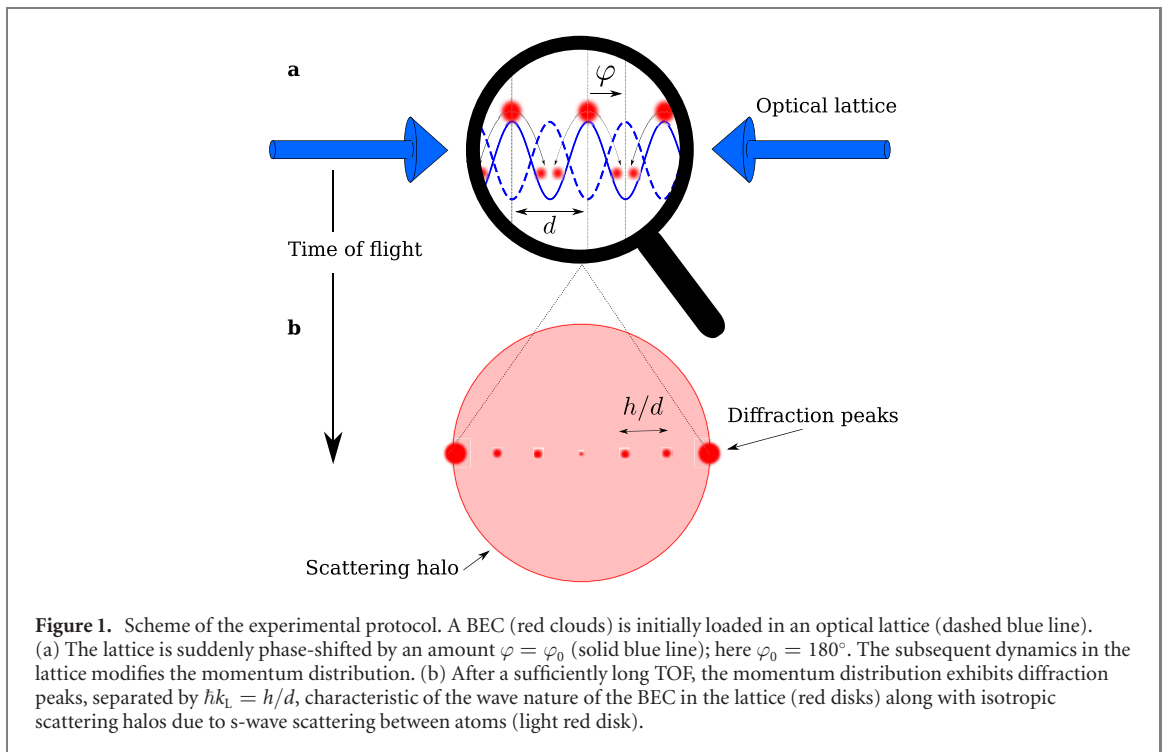 a
φ
Optical lattice
d
Time of flight
b
h/d
Diffraction peaks
Scattering halo
Figure 1. Scheme of the experimental protocol. A BEC (red clouds) is initially loaded in an optical lattice (dashed blue line).
(a) The lattice is suddenly phase-shifted by an amount φ = φ₀ (solid blue line); here φ₀ = 180°. The subsequent dynamics in the
lattice modifies the momentum distribution. (b) After a sufficiently long TOF, the momentum distribution exhibits diffraction
peaks, separated by ℏk_L = h/d, characteristic of the wave nature of the BEC in the lattice (red disks) along with isotropic
scattering halos due to s-wave scattering between atoms (light red disk).